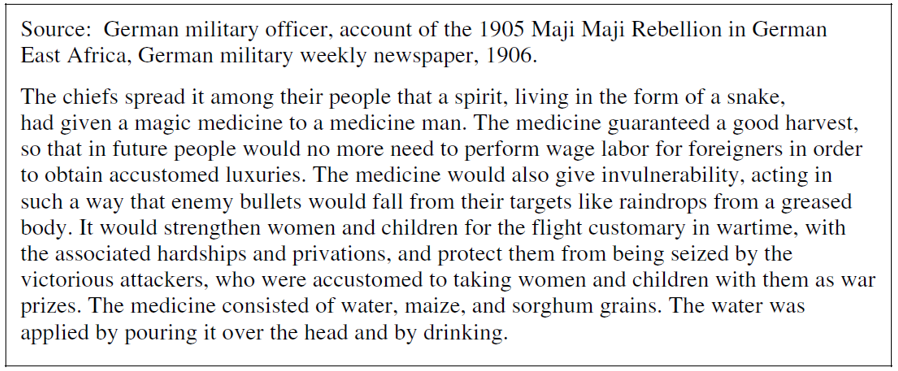 Source: German military officer, account of the 1905 Maji Maji Rebellion in German
East Africa, German military weekly newspaper, 1906.
The chiefs spread it among their people that a spirit, living in the form of a snake,
had given a magic medicine to a medicine man. The medicine guaranteed a good harvest,
so that in future people would no more need to perform wage labor for foreigners in order
to obtain accustomed luxuries. The medicine would also give invulnerability, acting in
such a way that enemy bullets would fall from their targets like raindrops from a greased
body. It would strengthen women and children for the flight customary in wartime, with
the associated hardships and privations, and protect them from being seized by the
victorious attackers, who were accustomed to taking women and children with them as war
prizes. The medicine consisted of water, maize, and sorghum grains. The water was
applied by pouring it over the head and by drinking.